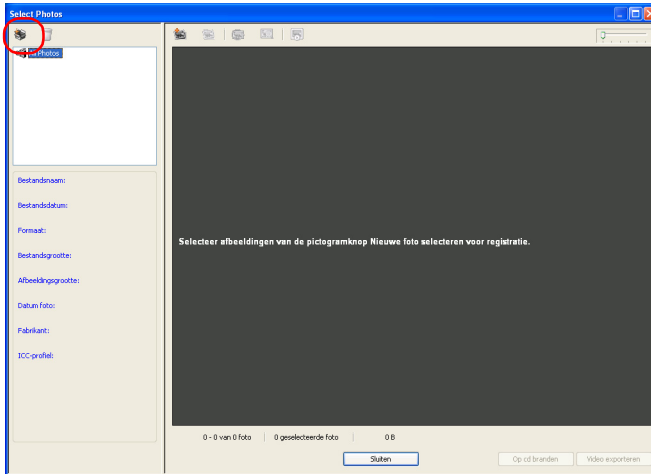 Select Photos
All Photos
Bestandsnaam:
Bestandsdatum:
Formaat:
Bestandsgrootte:
Afbeeldingsgrootte:
Datum foto:
Fabrikant:
ICC-profiel:
Selecteer afbeeldingen van de pictogramknop Nieuwe foto selecteren voor registratie.
0 - 0 van 0 foto 0 geselecteerde foto 0 B
Sluiten Op cd branden Video exporteren